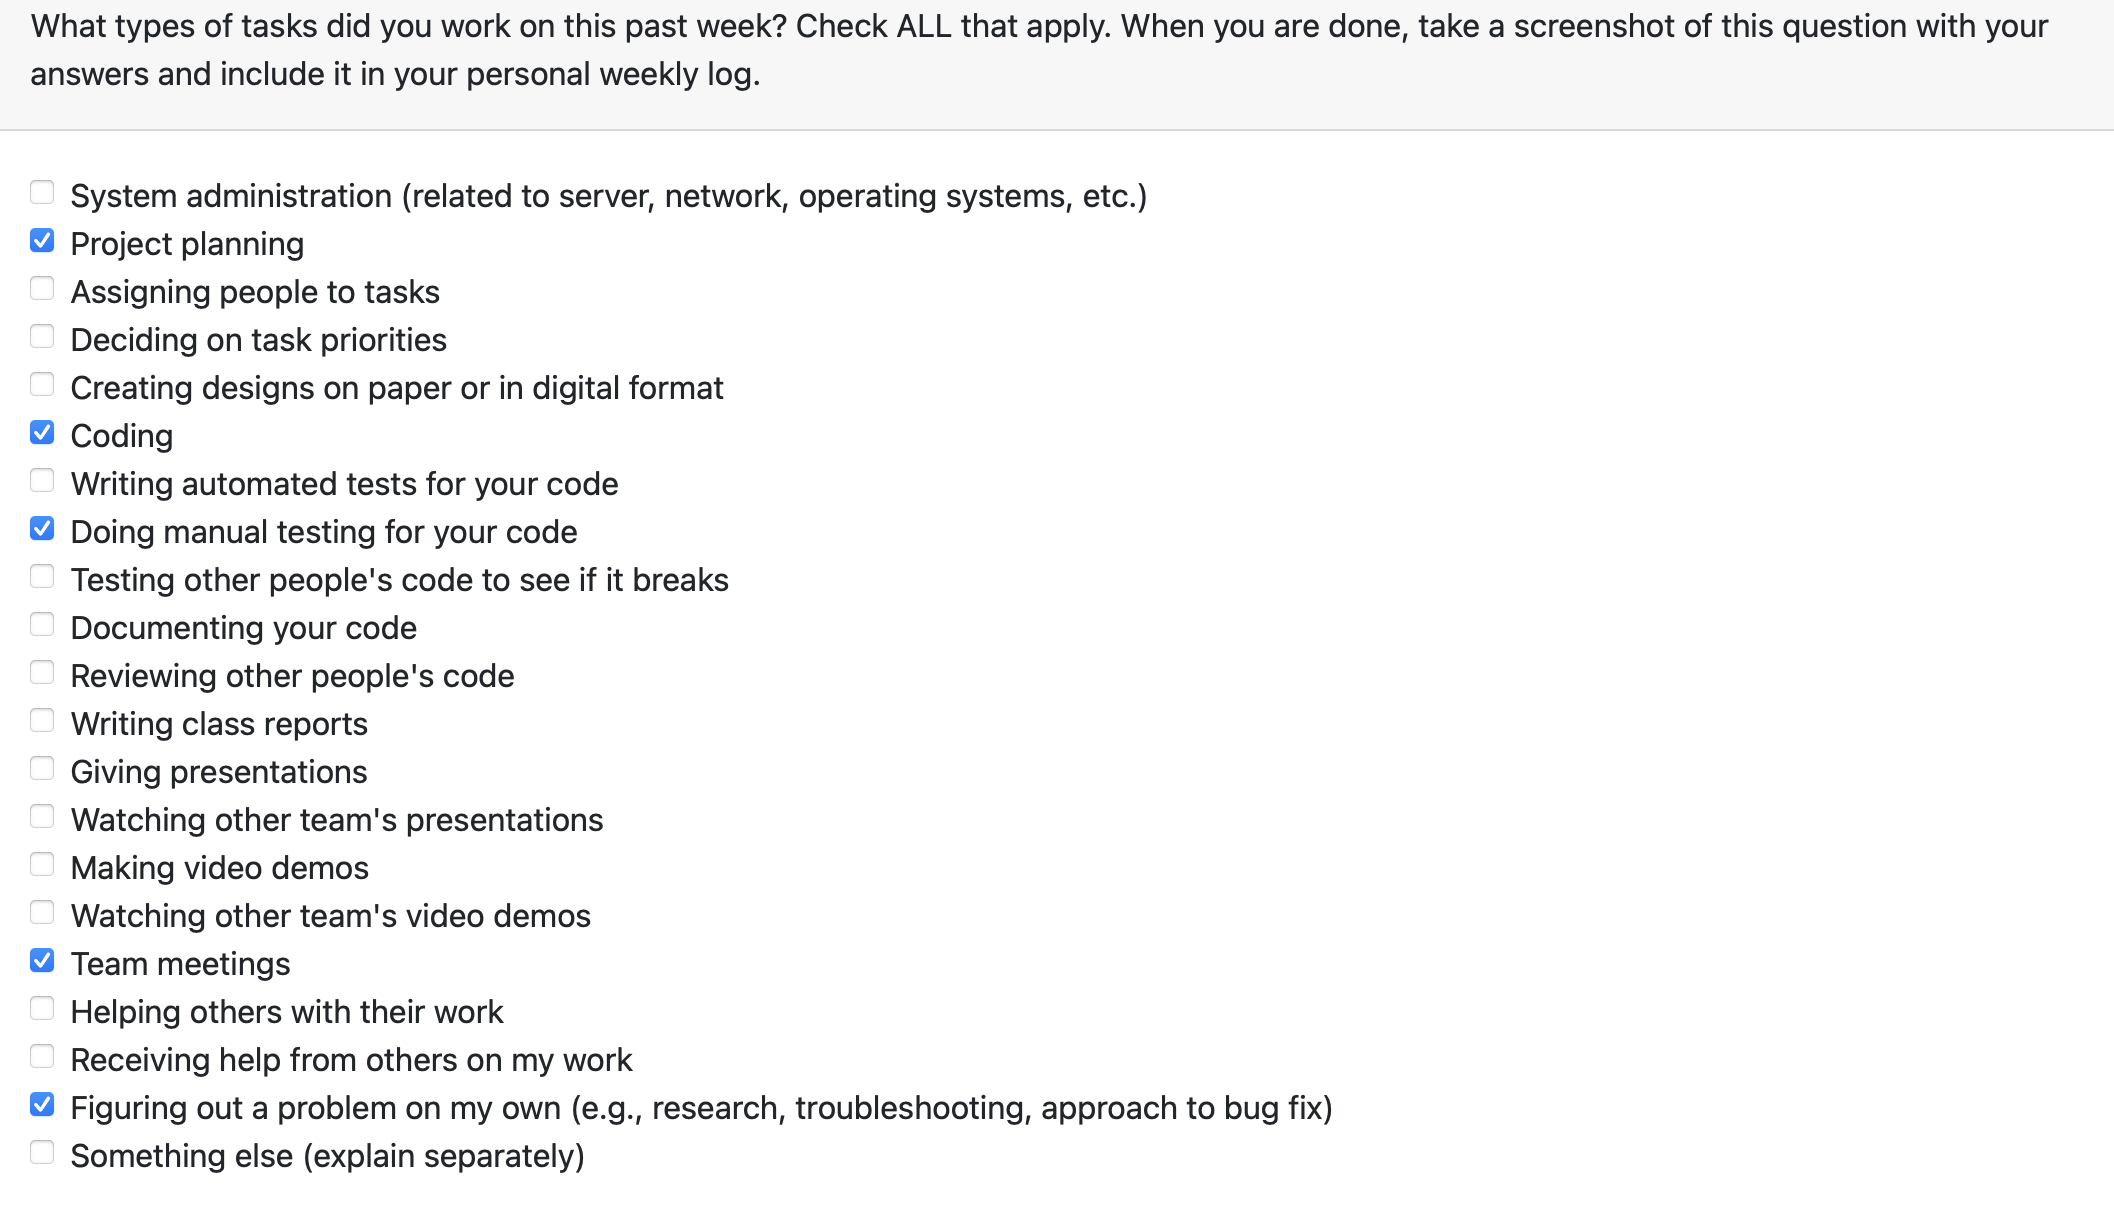 What types of tasks did you work on this past week? Check ALL that apply. When you are done, take a screenshot of this question with your
answers and include it in your personal weekly log.
System administration (related to server, network, operating systems, etc.)
Project planning
Assigning people to tasks
Deciding on task priorities
Creating designs on paper or in digital format
Coding
Writing automated tests for your code
Doing manual testing for your code
Testing other people's code to see if it breaks
Documenting your code
Reviewing other people's code
Writing class reports
Giving presentations
Watching other team's presentations
Making video demos
Watching other team's video demos
Team meetings
Helping others with their work
Receiving help from others on my work
Figuring out a problem on my own (e.g., research, troubleshooting, approach to bug fix)
Something else (explain separately)